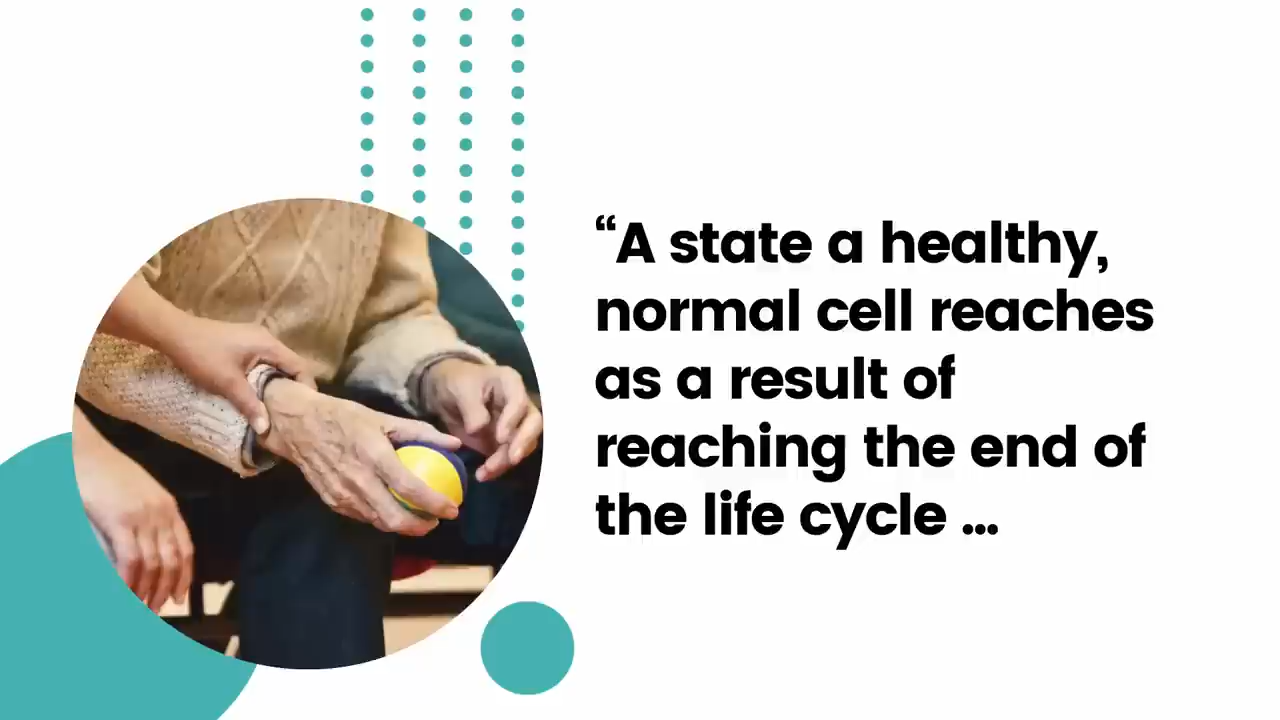 “A state a healthy,
normal cell reaches
as a result of
reaching the end of
the life cycle ...